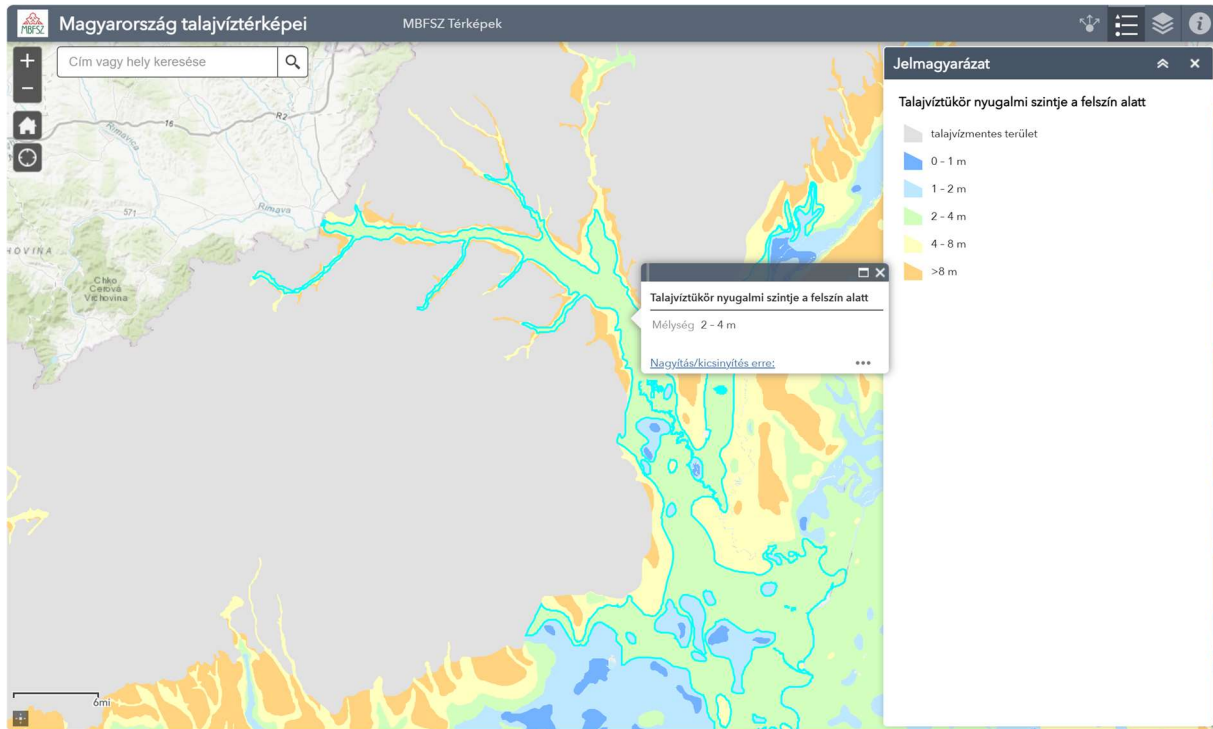 MBFSZ
Magyarország talajvíztérképei
MBFSZ Térképek
+
Cím vagy hely keresése
−
Jelmagyarázat
Talajvíztükör nyugalmi szintje a felszín alatt
talajvízmentes terület
0 - 1 m
1 - 2 m
2 - 4 m
4 - 8 m
>8 m
16
R2
Rimavica
571
Rimava
HOVINA
Chko
Cerová
Vrchovina
Talajvíztükör nyugalmi szintje a felszín alatt
Mélység 2 - 4 m
Nagyítás/kicsinyítés erre:
6mi